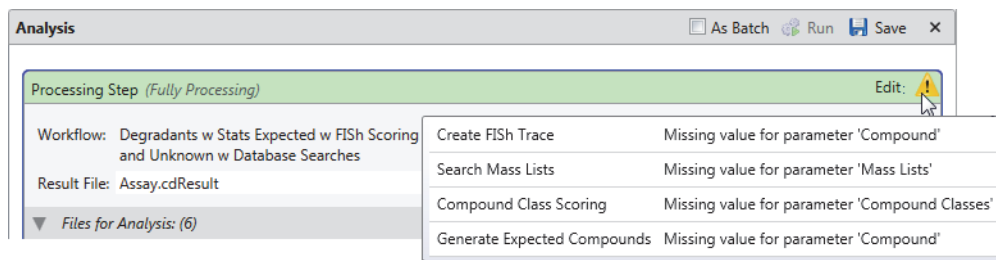 Analysis
As Batch Run Save
Processing Step (Fully Processing)
Edit:
Workflow: Degradants w Stats Expected w FISh Scoring
and Unknown w Database Searches
Result File: Assay.cdResult
Files for Analysis: (6)
Create FISh Trace Missing value for parameter 'Compound'
Search Mass Lists Missing value for parameter 'Mass Lists'
Compound Class Scoring Missing value for parameter 'Compound Classes'
Generate Expected Compounds Missing value for parameter 'Compound'